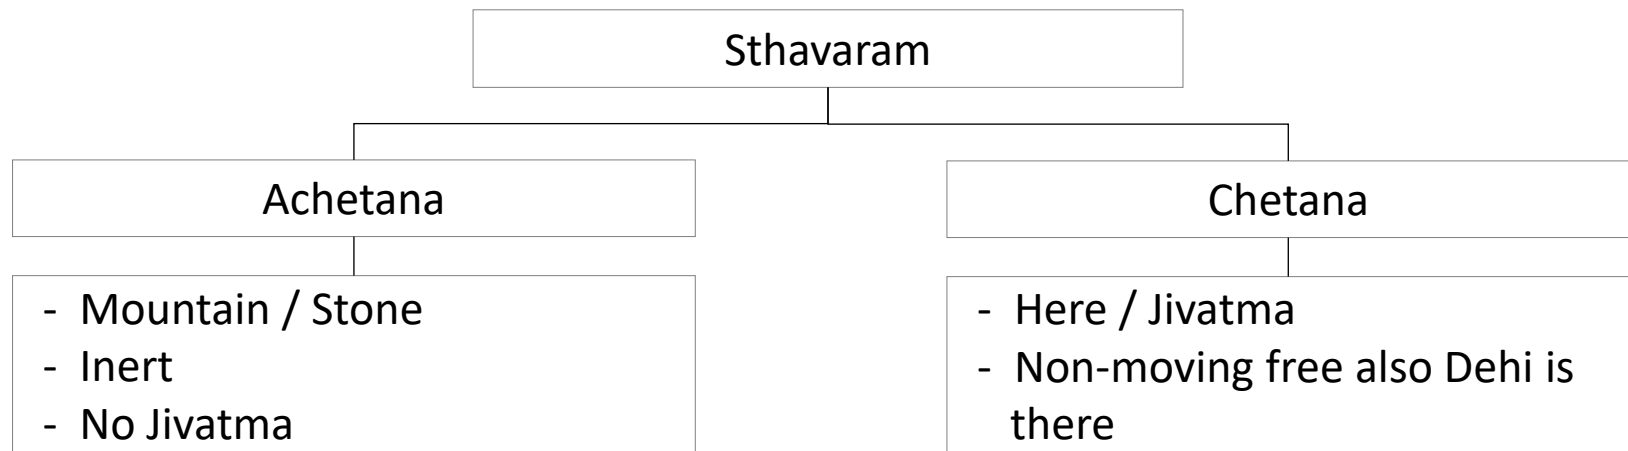 Sthavaram
Achetana
Chetana
- Mountain / Stone
- Inert
- No Jivatma
- Here / Jivatma
- Non-moving free also Dehi is
there